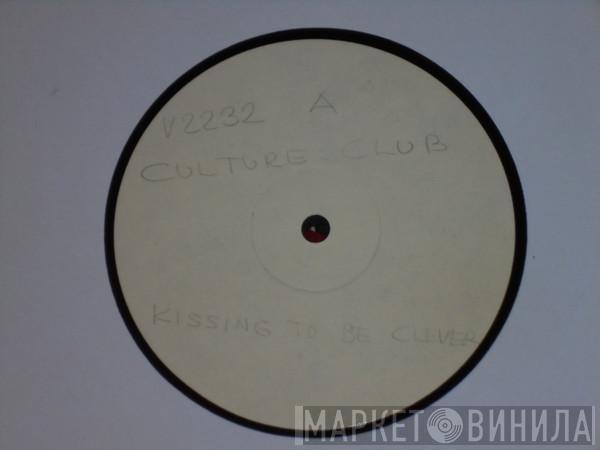 V2232 A
CULTURE CLUB
KISSING TO BE CLEVER
МАРКЕТ ВИНИЛА